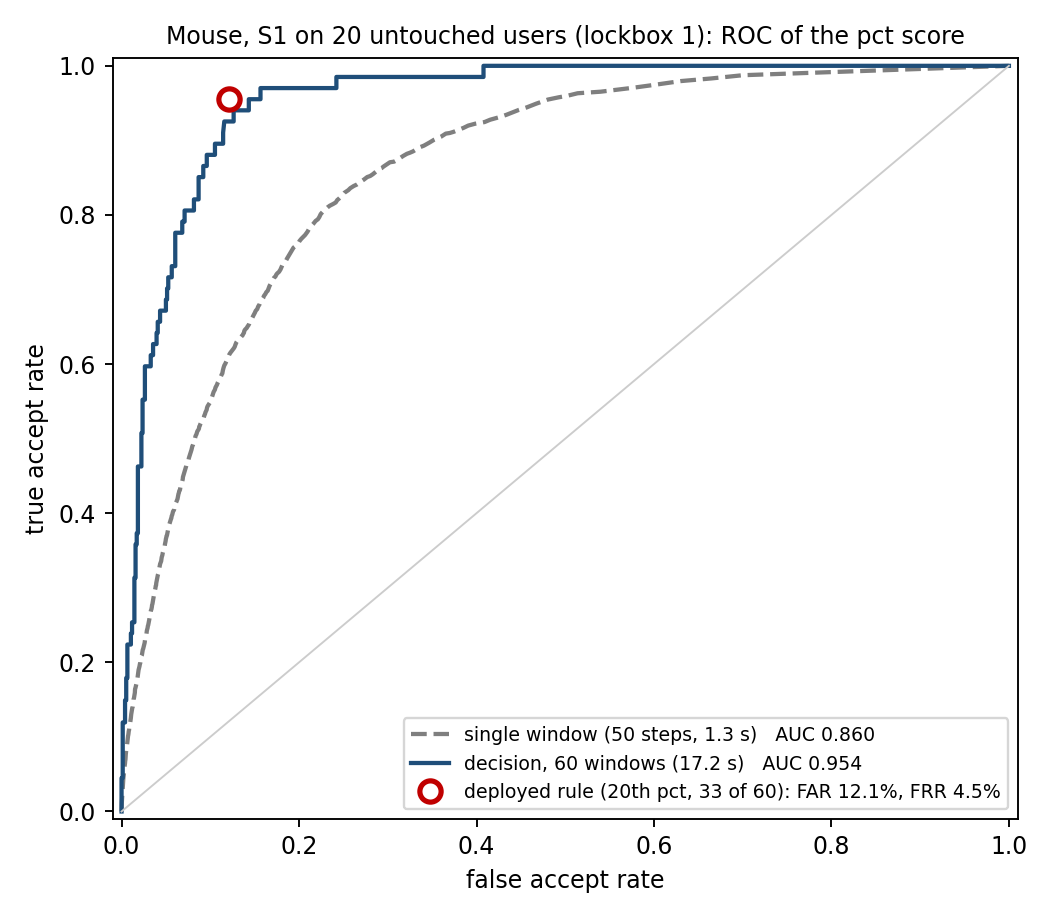 Mouse, S1 on 20 untouched users (lockbox 1): ROC of the pct score
true accept rate
1.0
0.8
0.6
0.4
0.2
0.0
single window (50 steps, 1.3 s)   AUC 0.860
decision, 60 windows (17.2 s)   AUC 0.954
deployed rule (20th pct, 33 of 60): FAR 12.1%, FRR 4.5%
0.0 0.2 0.4 0.6 0.8 1.0
false accept rate